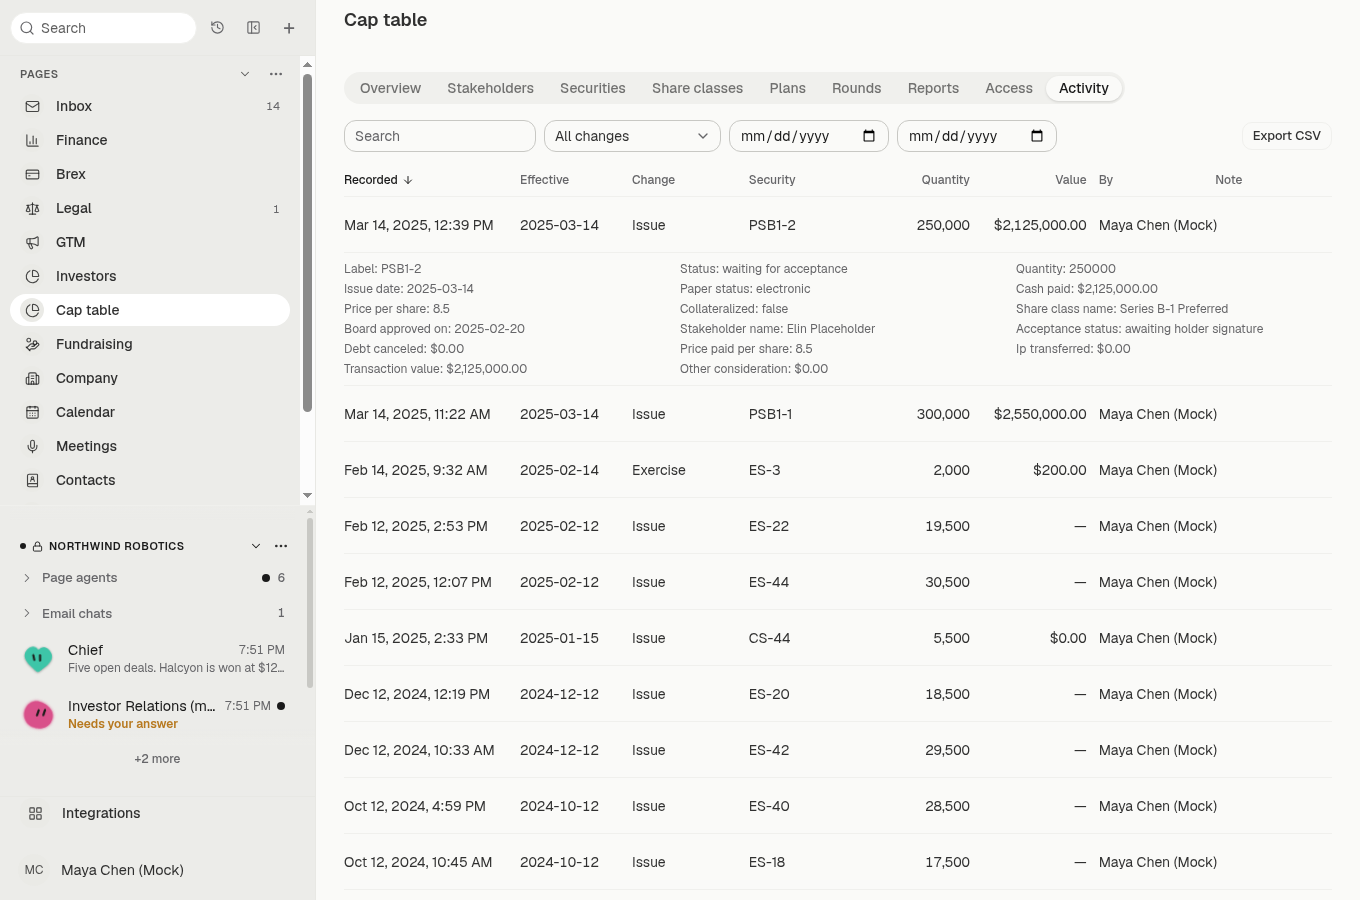 Search
PAGES
Inbox 14
Finance
Brex
Legal 1
GTM
Investors
Cap table
Fundraising
Company
Calendar
Meetings
Contacts
NORTHWIND ROBOTICS
Page agents 6
Email chats 1
Chief 7:51 PM
Five open deals. Halcyon is won at $12...
Investor Relations (m... 7:51 PM
Needs your answer
+2 more
Integrations
MC Maya Chen (Mock)
Cap table
Overview Stakeholders Securities Share classes Plans Rounds Reports Access Activity
Search All changes mm/dd/yyyy mm/dd/yyyy Export CSV
Recorded Effective Change Security Quantity Value By Note
Mar 14, 2025, 12:39 PM 2025-03-14 Issue PSB1-2 250,000 $2,125,000.00 Maya Chen (Mock)
Label: PSB1-2 Status: waiting for acceptance Quantity: 250000
Issue date: 2025-03-14 Paper status: electronic Cash paid: $2,125,000.00
Price per share: 8.5 Collateralized: false Share class name: Series B-1 Preferred
Board approved on: 2025-02-20 Stakeholder name: Elin Placeholder Acceptance status: awaiting holder signature
Debt canceled: $0.00 Price paid per share: 8.5 Ip transferred: $0.00
Transaction value: $2,125,000.00 Other consideration: $0.00
Mar 14, 2025, 11:22 AM 2025-03-14 Issue PSB1-1 300,000 $2,550,000.00 Maya Chen (Mock)
Feb 14, 2025, 9:32 AM 2025-02-14 Exercise ES-3 2,000 $200.00 Maya Chen (Mock)
Feb 12, 2025, 2:53 PM 2025-02-12 Issue ES-22 19,500 — Maya Chen (Mock)
Feb 12, 2025, 12:07 PM 2025-02-12 Issue ES-44 30,500 — Maya Chen (Mock)
Jan 15, 2025, 2:33 PM 2025-01-15 Issue CS-44 5,500 $0.00 Maya Chen (Mock)
Dec 12, 2024, 12:19 PM 2024-12-12 Issue ES-20 18,500 — Maya Chen (Mock)
Dec 12, 2024, 10:33 AM 2024-12-12 Issue ES-42 29,500 — Maya Chen (Mock)
Oct 12, 2024, 4:59 PM 2024-10-12 Issue ES-40 28,500 — Maya Chen (Mock)
Oct 12, 2024, 10:45 AM 2024-10-12 Issue ES-18 17,500 — Maya Chen (Mock)